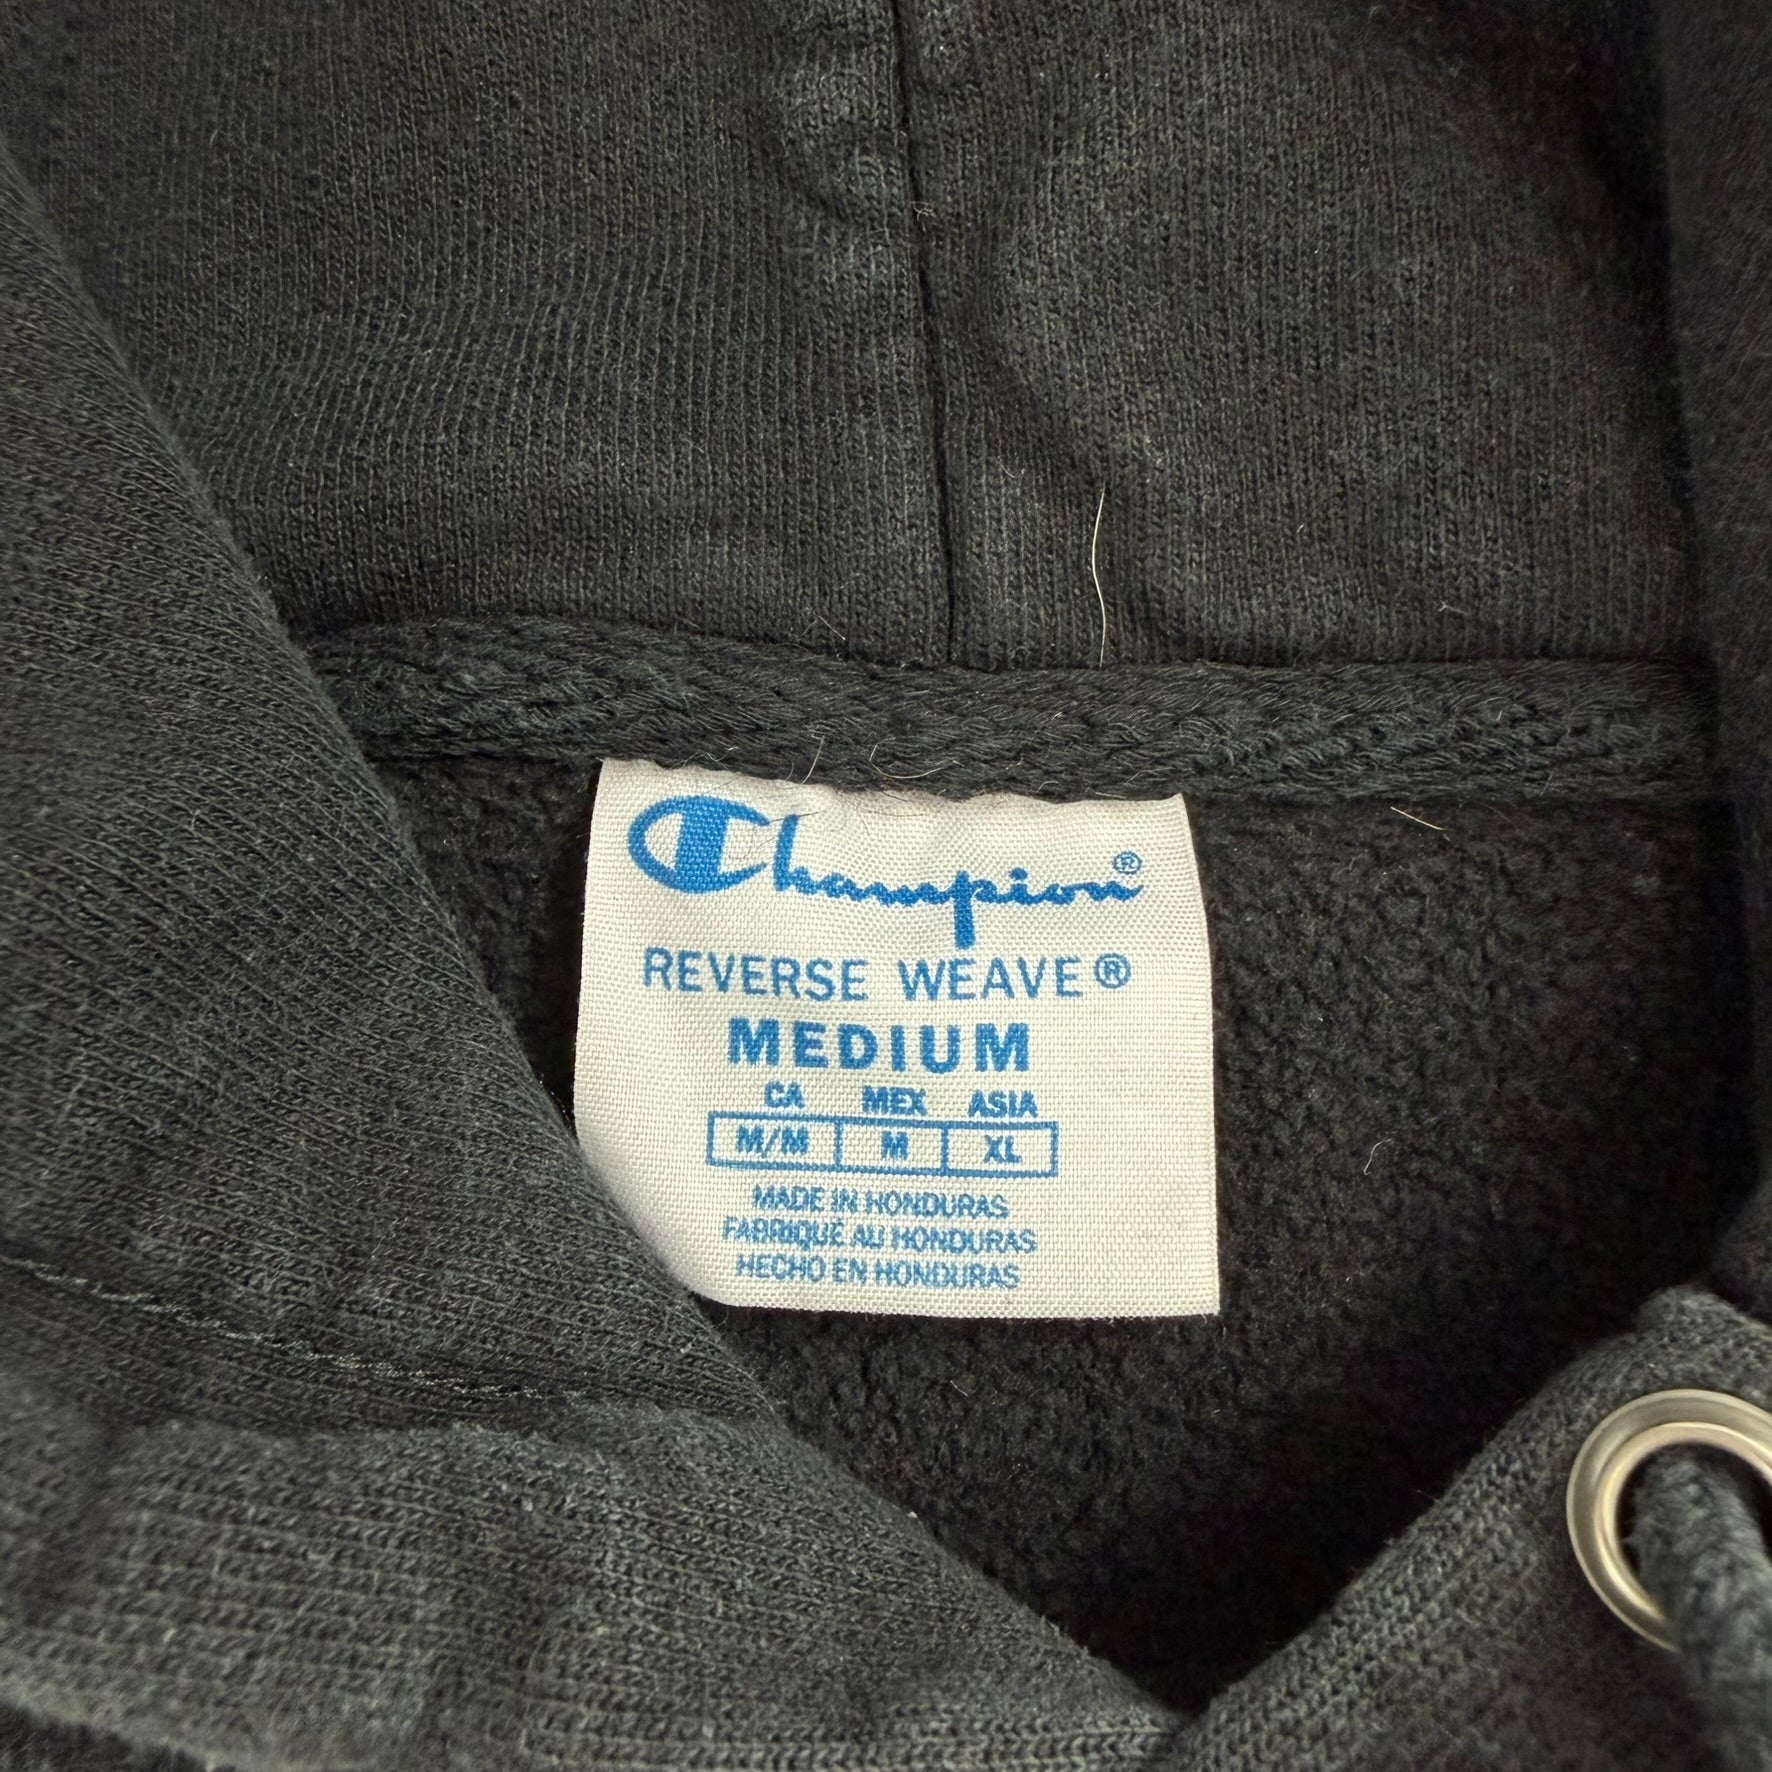 Champion®
REVERSE WEAVE®
MEDIUM
CA MEX ASIA
M/M M XL
MADE IN HONDURAS
FABRIQUÉ AU HONDURAS
HECHO EN HONDURAS